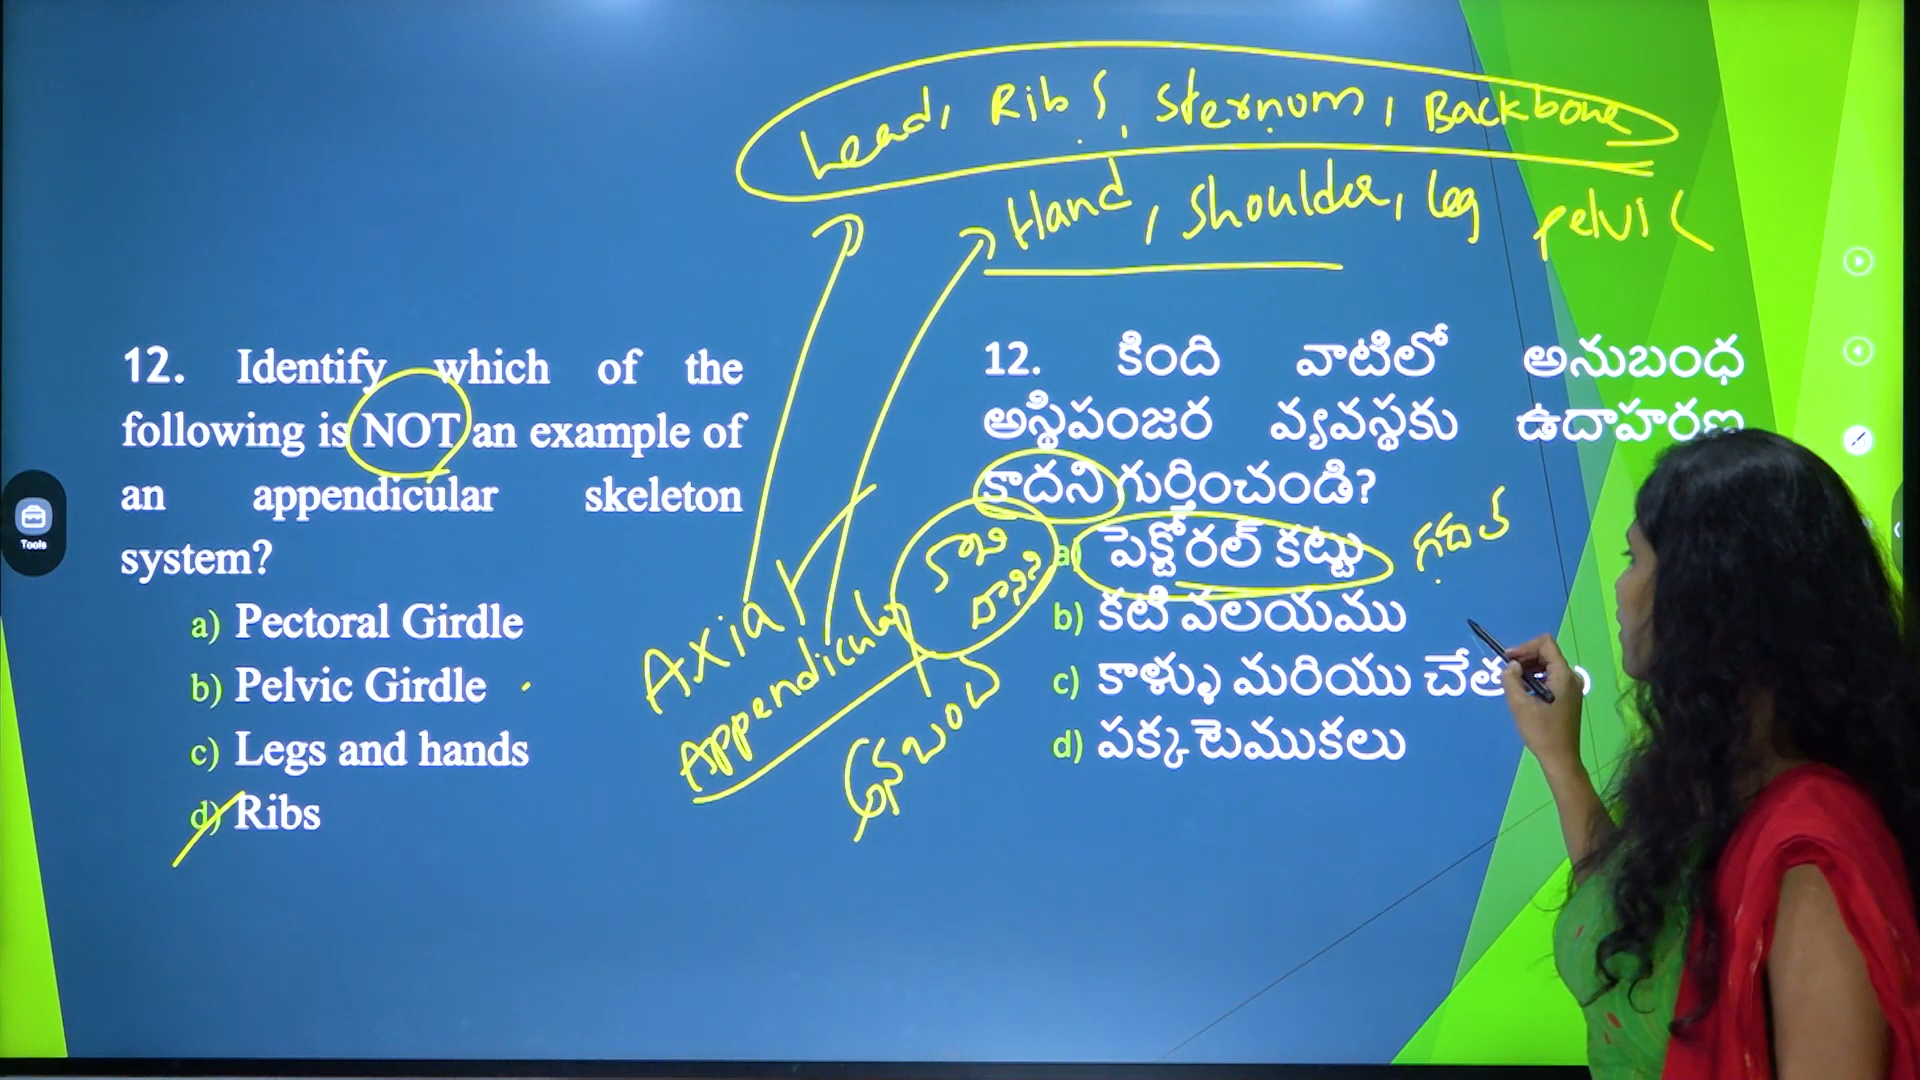 Head, Ribs, Sternum, Backbone
Hand, Shoulder, leg pelvic
12. Identify which of the
following is NOT an example of
an appendicular skeleton
system?
a) Pectoral Girdle
b) Pelvic Girdle
c) Legs and hands
d) Ribs
Axial
Appendicular
కాని
దానిని
12. కింది వాటిలో అనుబంధ
అస్థిపంజర వ్యవస్థకు ఉదాహరణ
కాదని గుర్తించండి?
a) పెక్టోరల్ కట్టు
b) కటి వలయము
c) కాళ్ళు మరియు
d) పక్కటెముకలు
Tools